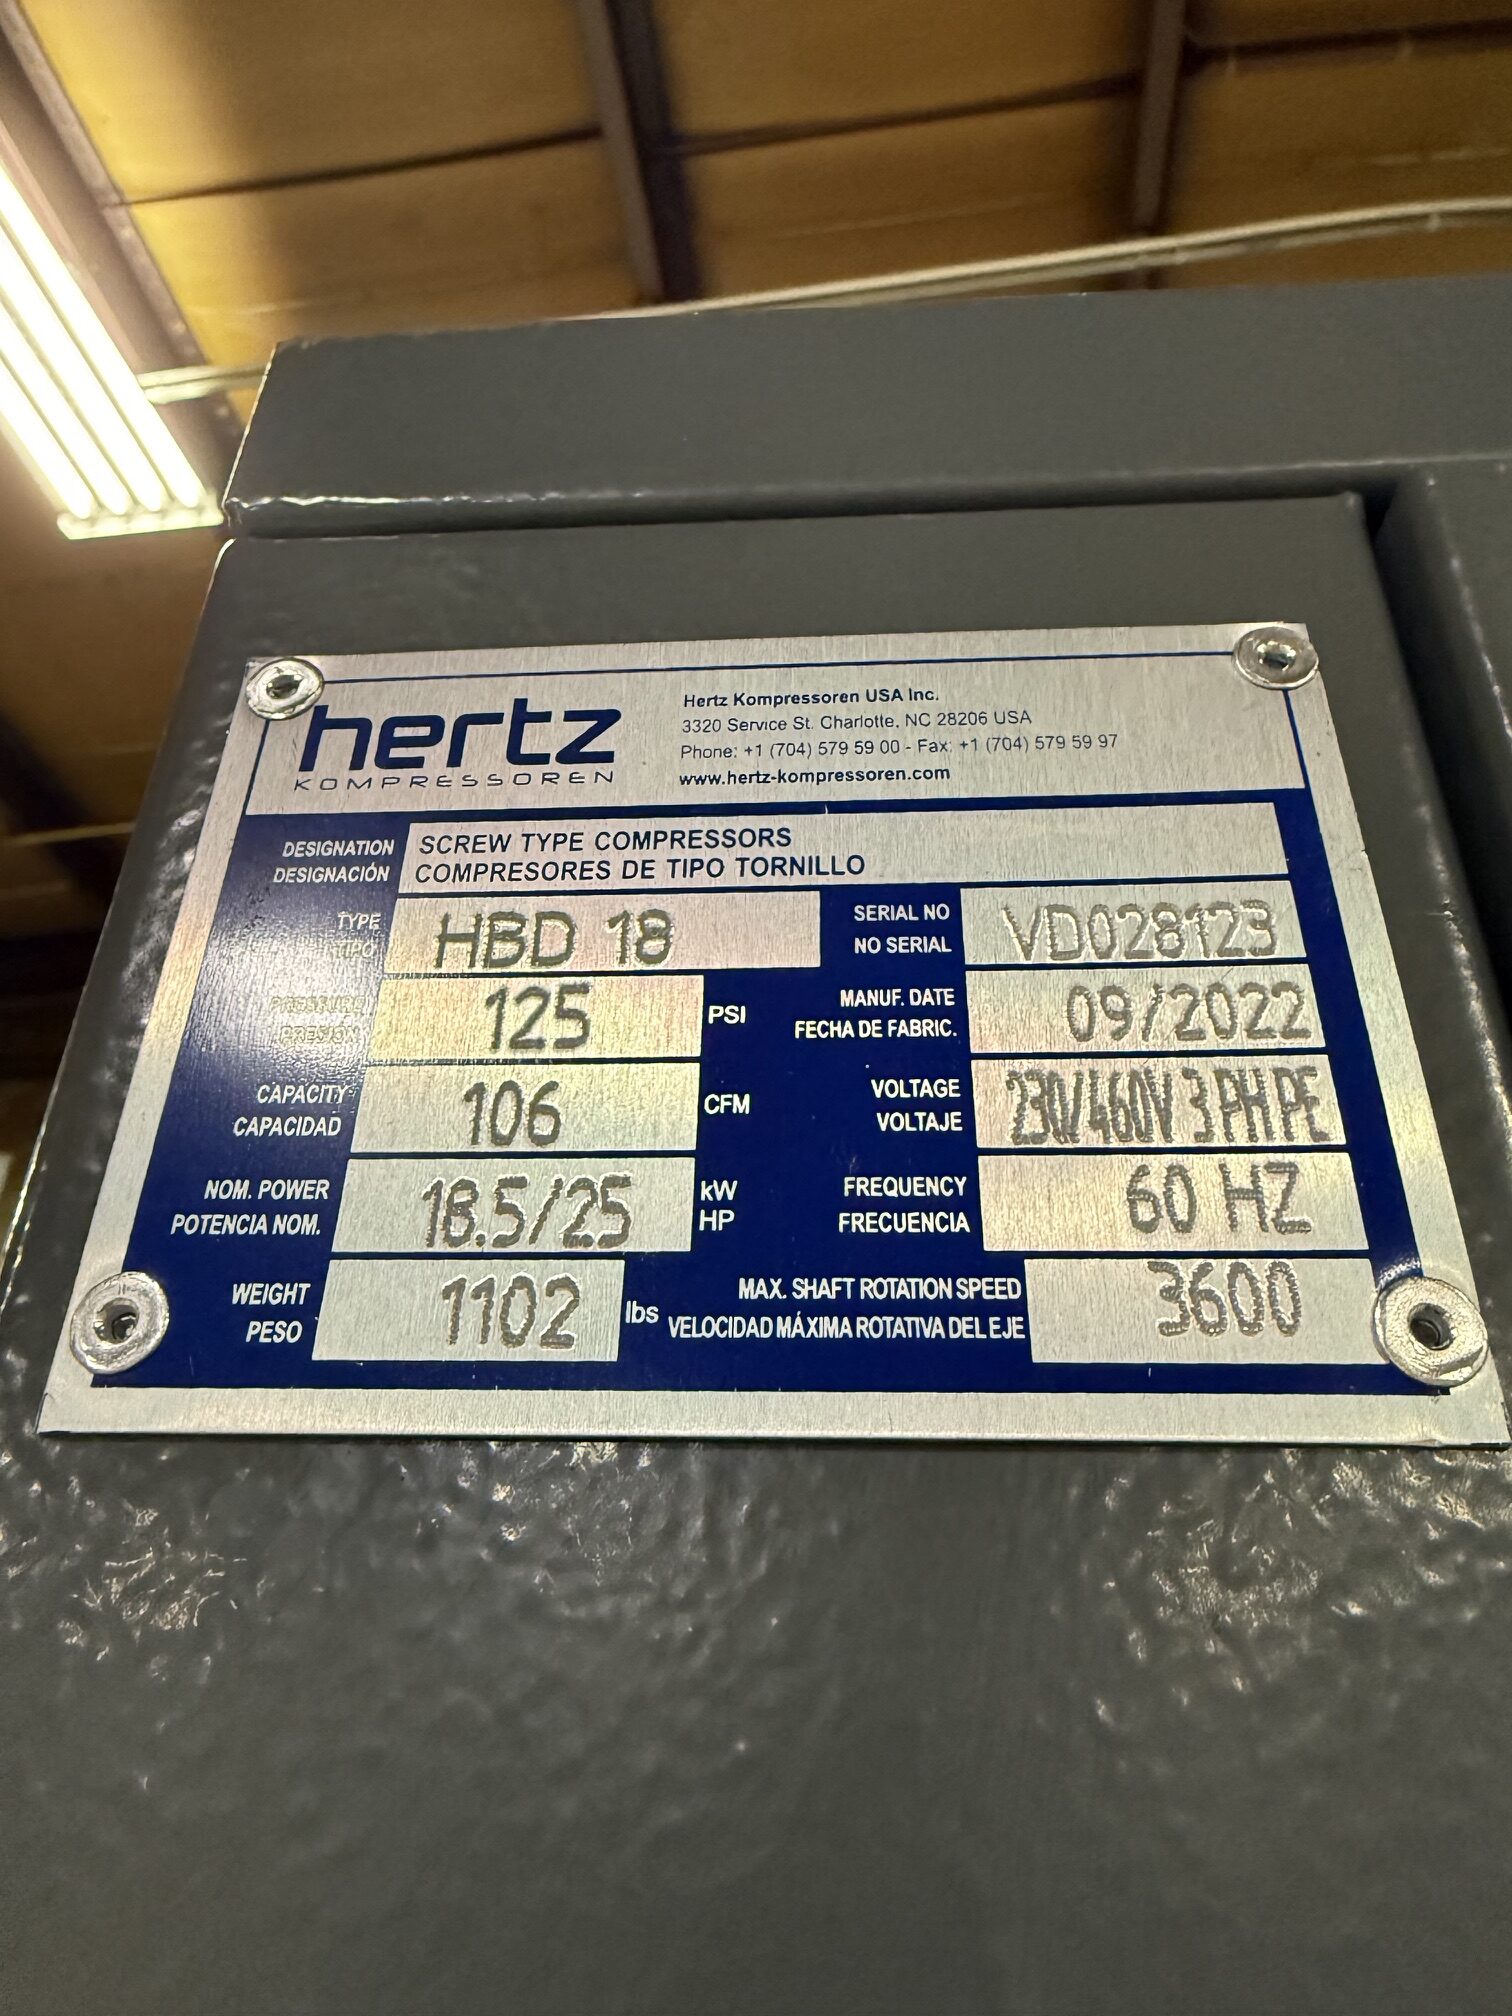 hertz
KOMPRESSOREN
Hertz Kompressoren USA Inc.
3320 Service St. Charlotte, NC 28206 USA
Phone: +1 (704) 579 59 00 - Fax: +1 (704) 579 59 97
www.hertz-kompressoren.com
DESIGNATION SCREW TYPE COMPRESSORS
DESIGNACIÓN COMPRESORES DE TIPO TORNILLO
TYPE
TIPO
HBD 18
SERIAL NO
NO SERIAL
VD028123
PRESSURE
PRESIÓN
125
PSI
MANUF. DATE
FECHA DE FABRIC.
09/2022
CAPACITY
CAPACIDAD
106
CFM
VOLTAGE
VOLTAJE
230/460V 3 PH PE
NOM. POWER
POTENCIA NOM.
18.5/25
kW
HP
FREQUENCY
FRECUENCIA
60 HZ
WEIGHT
PESO
1102
lbs
MAX. SHAFT ROTATION SPEED
VELOCIDAD MÁXIMA ROTATIVA DEL EJE
3600